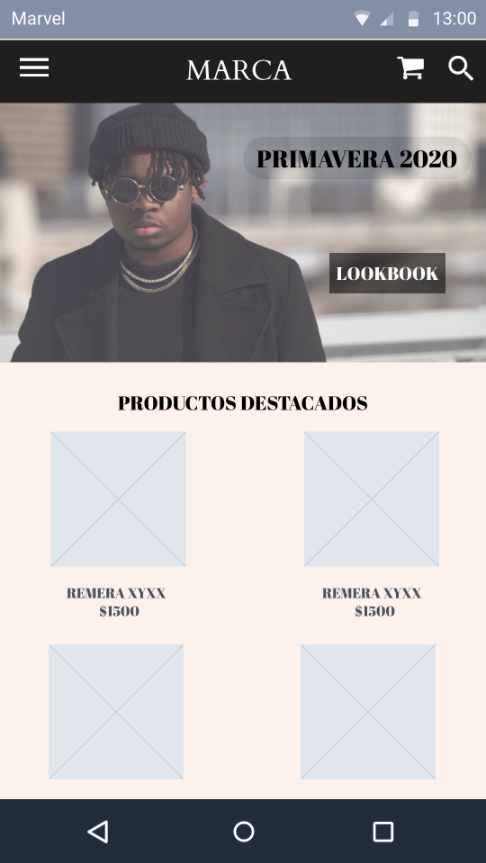 Marvel 13:00
MARCA
PRIMAVERA 2020
LOOKBOOK
PRODUCTOS DESTACADOS
REMERA XYXX REMERA XYXX
$1500 $1500